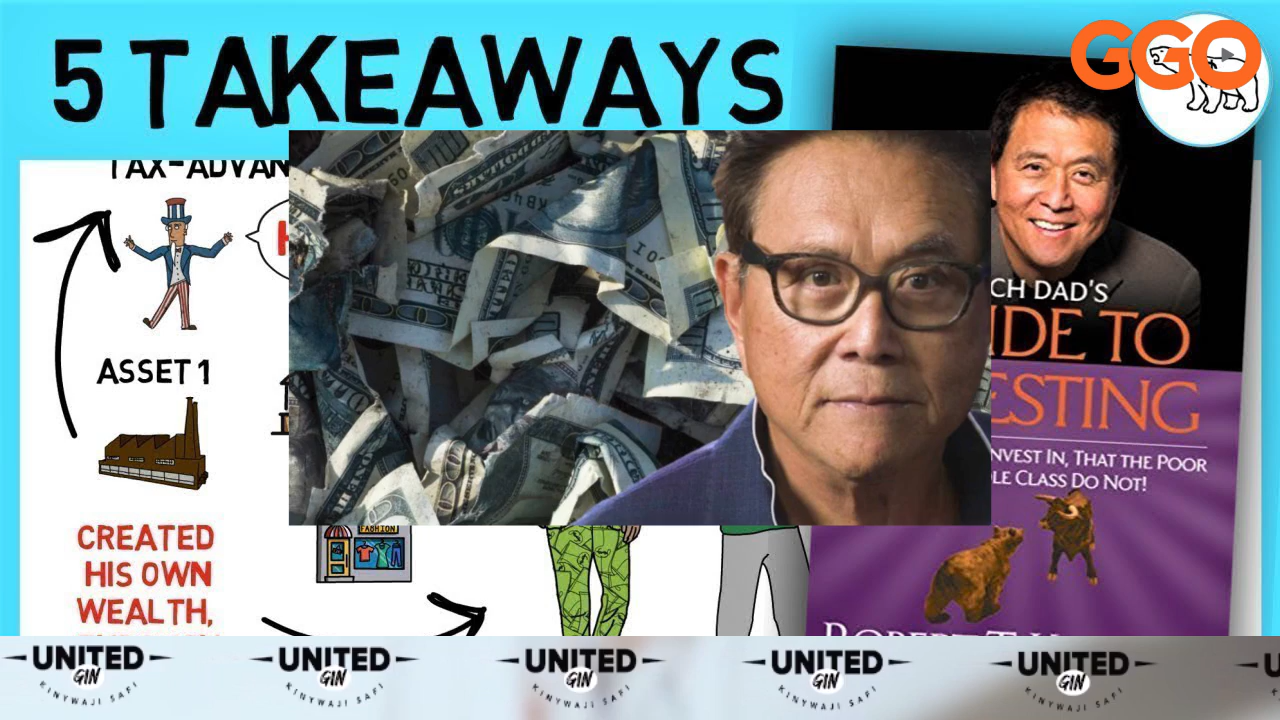 5 TAKEAWAYS
GGO
TAX-ADVAN
ASSET 1
CREATED
HIS OWN
WEALTH,
FASHION
CH DAD'S
IDE TO
ESTING
NVEST IN, THAT THE POOR
LE CLASS DO NOT!
UNITED
GIN
KINYWAJI SAFI
UNITED
GIN
KINYWAJI SAFI
UNITED
GIN
KINYWAJI SAFI
UNITED
GIN
KINYWAJI SAFI
UNITED
GIN
KINYWAJI SAFI
U